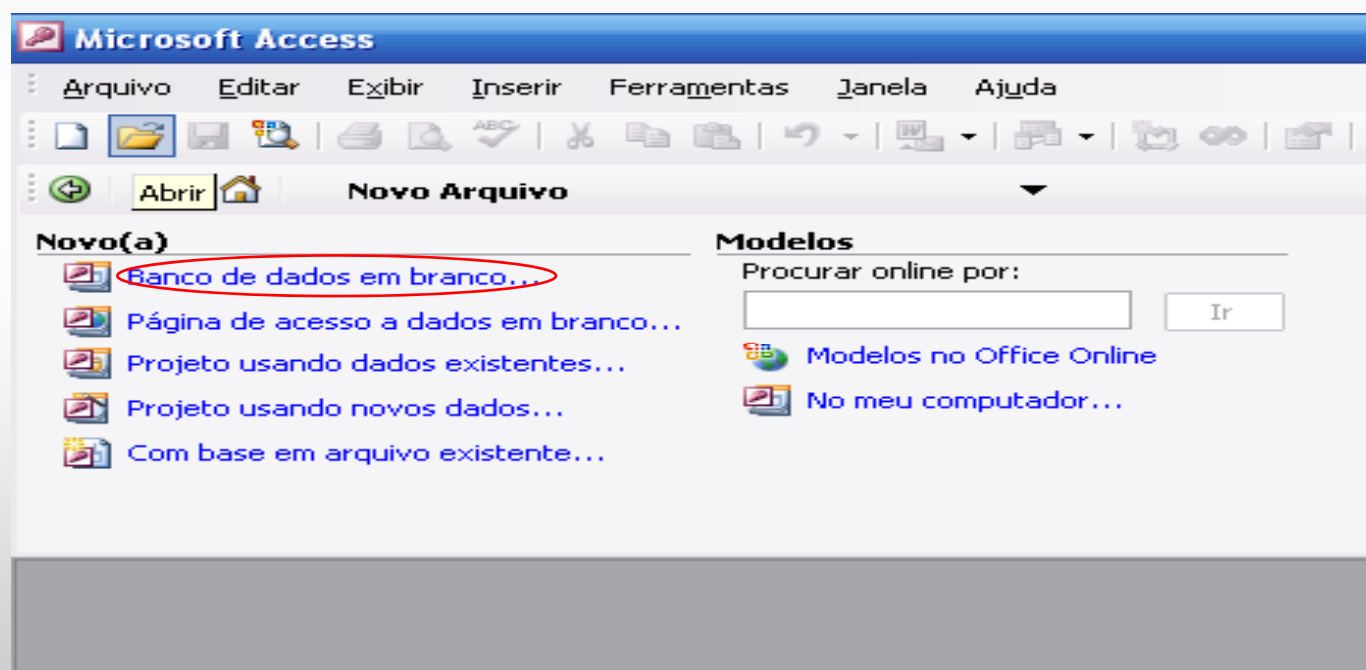 Microsoft Access
Arquivo Editar Exibir Inserir Ferramentas Janela Ajuda
ABC
W
Abrir Novo Arquivo
Novo(a)
Banco de dados em branco...
Página de acesso a dados em branco...
Projeto usando dados existentes...
Projeto usando novos dados...
Com base em arquivo existente...
Modelos
Procurar online por:
Ir
Modelos no Office Online
No meu computador...